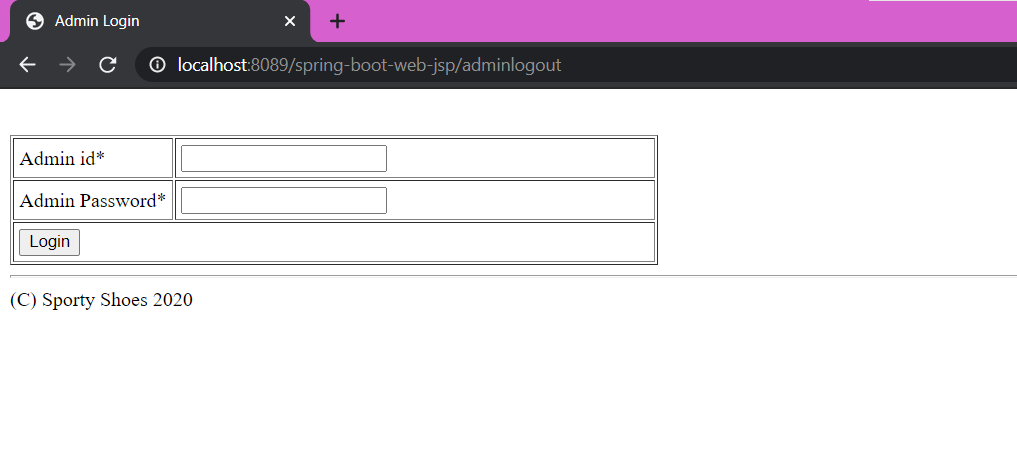 Admin Login
localhost:8089/spring-boot-web-jsp/adminlogout
Admin id*
Admin Password*
Login
(C) Sporty Shoes 2020